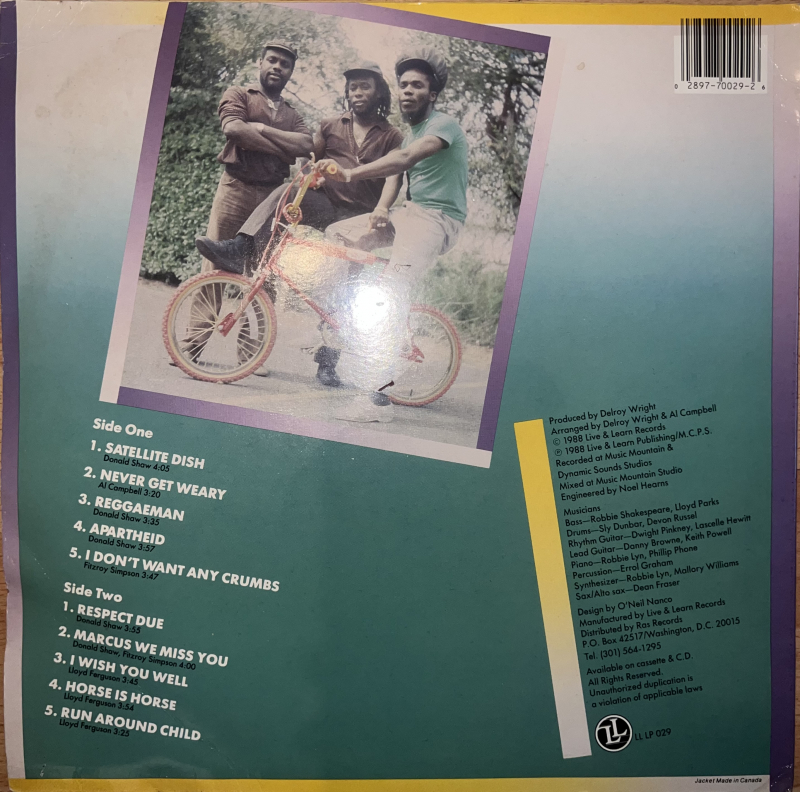 0 2897-70029-2 6
Side One
1. SATELLITE DISH
Donald Shaw 4:05
2. NEVER GET WEARY
Al Campbell 3:20
3. REGGAEMAN
Donald Shaw 3:35
4. APARTHEID
Donald Shaw 3:57
5. I DON'T WANT ANY CRUMBS
Fitzroy Simpson 3:47
Side Two
1. RESPECT DUE
Donald Shaw 3:55
2. MARCUS WE MISS YOU
Donald Shaw, Fitzroy Simpson 4:00
3. I WISH YOU WELL
Lloyd Ferguson 3:45
4. HORSE IS HORSE
Lloyd Ferguson 3:54
5. RUN AROUND CHILD
Lloyd Ferguson 3:25
Produced by Delroy Wright
Arranged by Delroy Wright & Al Campbell
© 1988 Live & Learn Records
℗ 1988 Live & Learn Publishing/M.C.P.S.
Recorded at Music Mountain &
Dynamic Sounds Studios
Mixed at Music Mountain Studio
Engineered by Noel Hearns
Musicians
Bass—Robbie Shakespeare, Lloyd Parks
Drums—Sly Dunbar, Devon Russel
Rhythm Guitar—Dwight Pinkney, Lascelle Hewitt
Lead Guitar—Danny Browne, Keith Powell
Piano—Robbie Lyn, Phillip Phone
Percussion—Errol Graham
Synthesizer—Robbie Lyn, Mallory Williams
Sax/Alto sax—Dean Fraser
Design by O'Neil Nanco
Manufactured by Live & Learn Records
Distributed by Ras Records
P.O. Box 42517/Washington, D.C. 20015
Tel. (301) 564-1295
Available on cassette & C.D.
All Rights Reserved.
Unauthorized duplication is
a violation of applicable laws
LL LL LP 029
Jacket Made in Canada